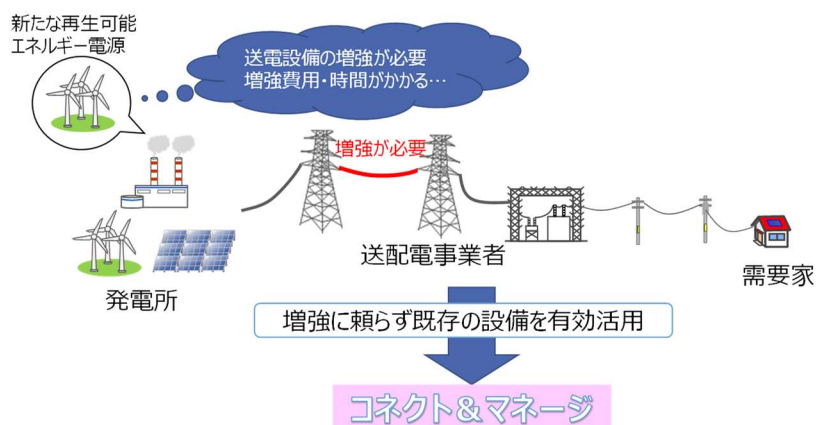 新たな再生可能
エネルギー電源
送電設備の増強が必要
増強費用・時間がかかる…
増強が必要
送配電事業者
発電所
需要家
増強に頼らず既存の設備を有効活用
コネクト＆マネージ